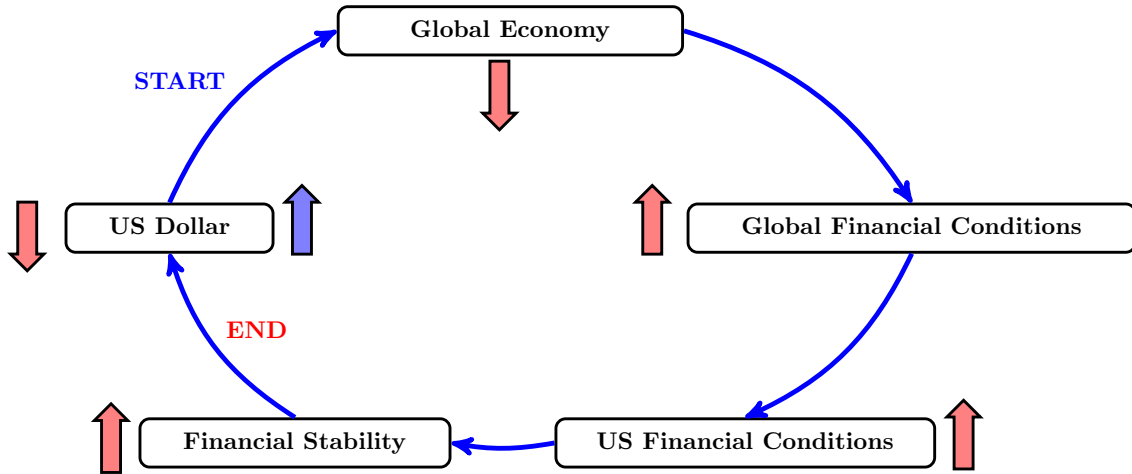 Global Economy
START
US Dollar
Global Financial Conditions
END
Financial Stability
US Financial Conditions